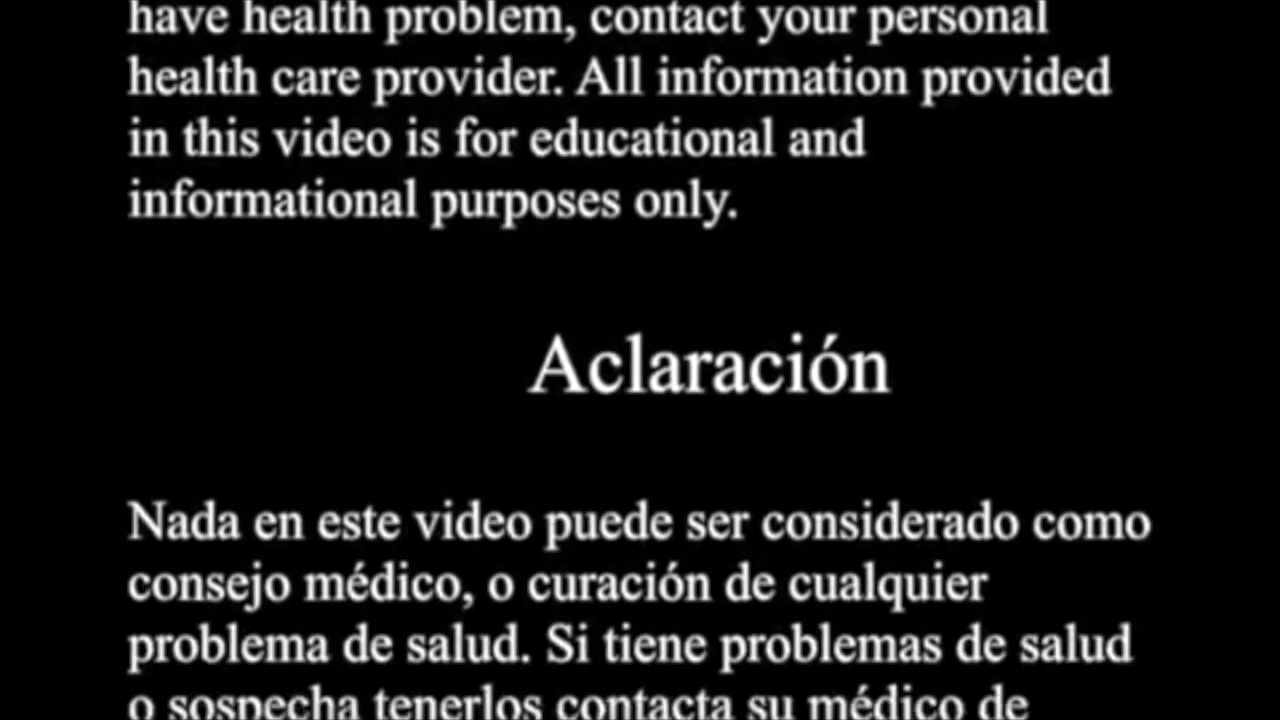 have health problem, contact your personal
health care provider. All information provided
in this video is for educational and
informational purposes only.
Aclaración
Nada en este video puede ser considerado como
consejo médico, o curación de cualquier
problema de salud. Si tiene problemas de salud
o sospecha tenerlos contacta su médico de